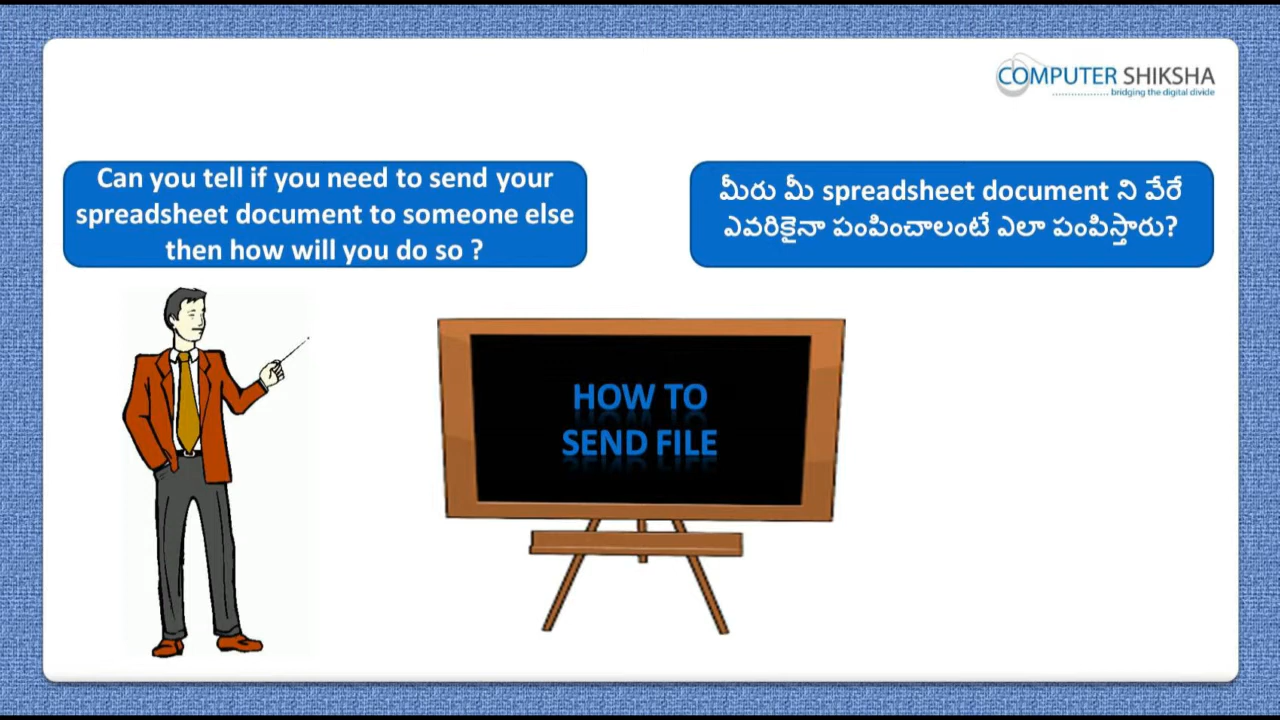 COMPUTER SHIKSHA
bridging the digital divide
Can you tell if you need to send your
spreadsheet document to someone else
then how will you do so ?
మీరు మీ spreadsheet document ని వేరే
ఎవరికైనా పంపించాలంటే ఎలా పంపిస్తారు?
HOW TO
SEND FILE